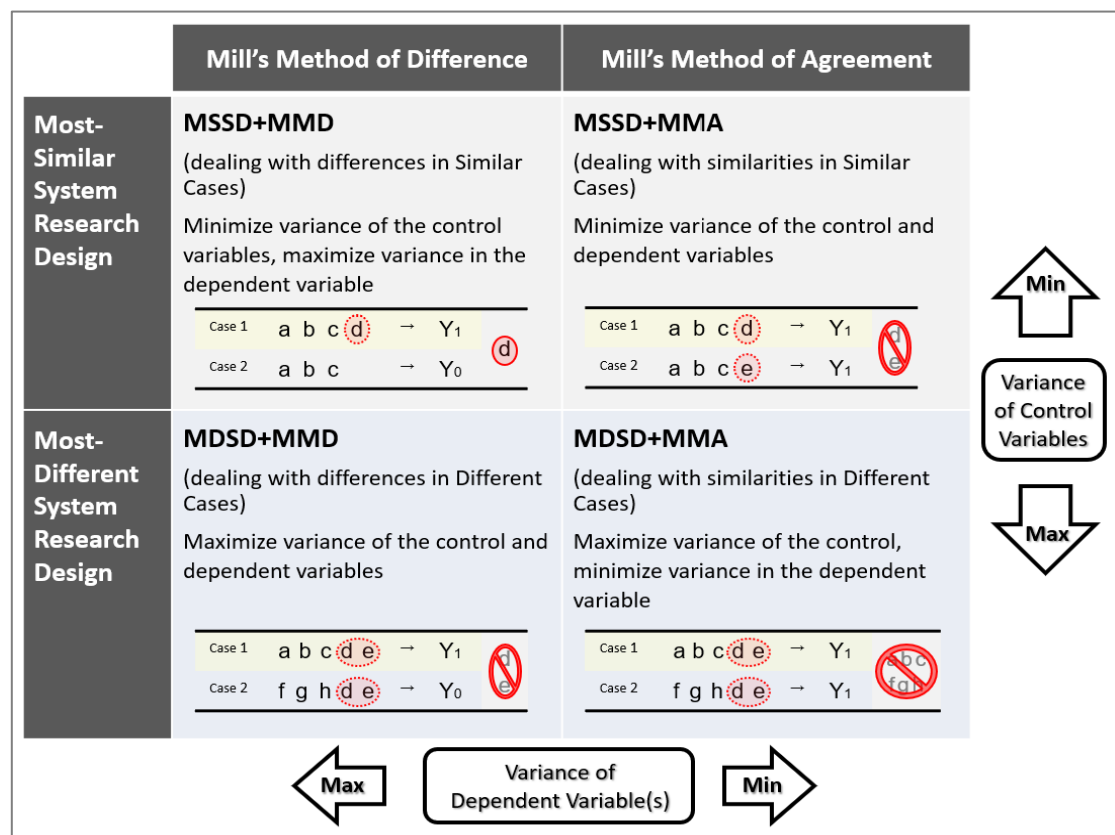 Mill's Method of Difference
Mill's Method of Agreement
Most-
Similar
System
Research
Design
MSSD+MMD
(dealing with differences in Similar
Cases)
Minimize variance of the control
variables, maximize variance in the
dependent variable
Case 1 a b c d → Y₁
Case 2 a b c → Y₀
d
MSSD+MMA
(dealing with similarities in Similar
Cases)
Minimize variance of the control and
dependent variables
Case 1 a b c d → Y₁
Case 2 a b c e → Y₁
d
e
Most-
Different
System
Research
Design
MDSD+MMD
(dealing with differences in Different
Cases)
Maximize variance of the control and
dependent variables
Case 1 a b c d e → Y₁
Case 2 f g h d e → Y₀
d
e
MDSD+MMA
(dealing with similarities in Different
Cases)
Maximize variance of the control,
minimize variance in the dependent
variable
Case 1 a b c d e → Y₁
Case 2 f g h d e → Y₁
abc
fgh
Min
Variance
of Control
Variables
Max
Max
Variance of
Dependent Variable(s)
Min